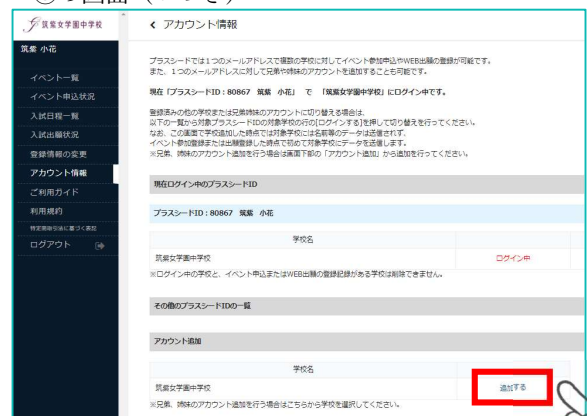 筑紫女学園中学校
アカウント情報
筑紫 小花
イベント一覧
イベント申込状況
入試日程一覧
入試出願状況
登録情報の変更
アカウント情報
ご利用ガイド
利用規約
特定商取引法に基づく表記
ログアウト
プラスシードでは1つのメールアドレスで複数の学校に対してイベント参加申込やWEB出願の登録が可能です。
また、1つのメールアドレスに対して兄弟や姉妹のアカウントを追加することも可能です。
現在「プラスシードID：80867 筑紫 小花」 で 「筑紫女学園中学校」にログイン中です。
登録済みの他の学校または兄弟姉妹のアカウントに切り替える場合は、
以下の一覧から対象プラスシードIDの対象学校の行の[ログインする]を押して切り替えを行ってください。
なお、この画面で学校追加した時点では対象学校には名前等のデータは送信されず、
イベント参加登録または出願登録した時点で初めて対象学校にデータを送信します。
※兄弟、姉妹のアカウント追加を行う場合は画面下部の「アカウント追加」から追加を行ってください。
現在ログイン中のプラスシードID
プラスシードID：80867 筑紫 小花
学校名
筑紫女学園中学校 ログイン中
※ログイン中の学校と、イベント申込またはWEB出願の登録記録がある学校は削除できません。
その他のプラスシードIDの一覧
アカウント追加
学校名
筑紫女学園中学校 追加する
※兄弟、姉妹のアカウント追加を行う場合はこちらから学校を選択してください。